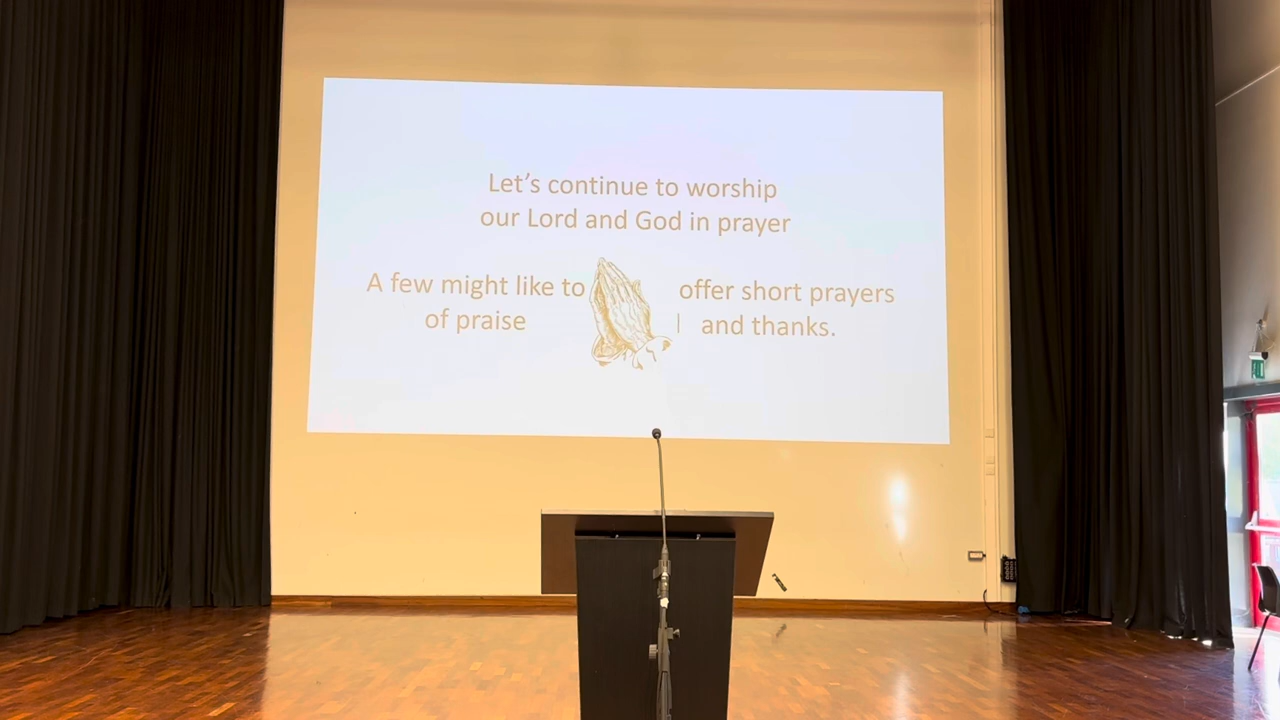 Let's continue to worship
our Lord and God in prayer
A few might like to offer short prayers
of praise and thanks.